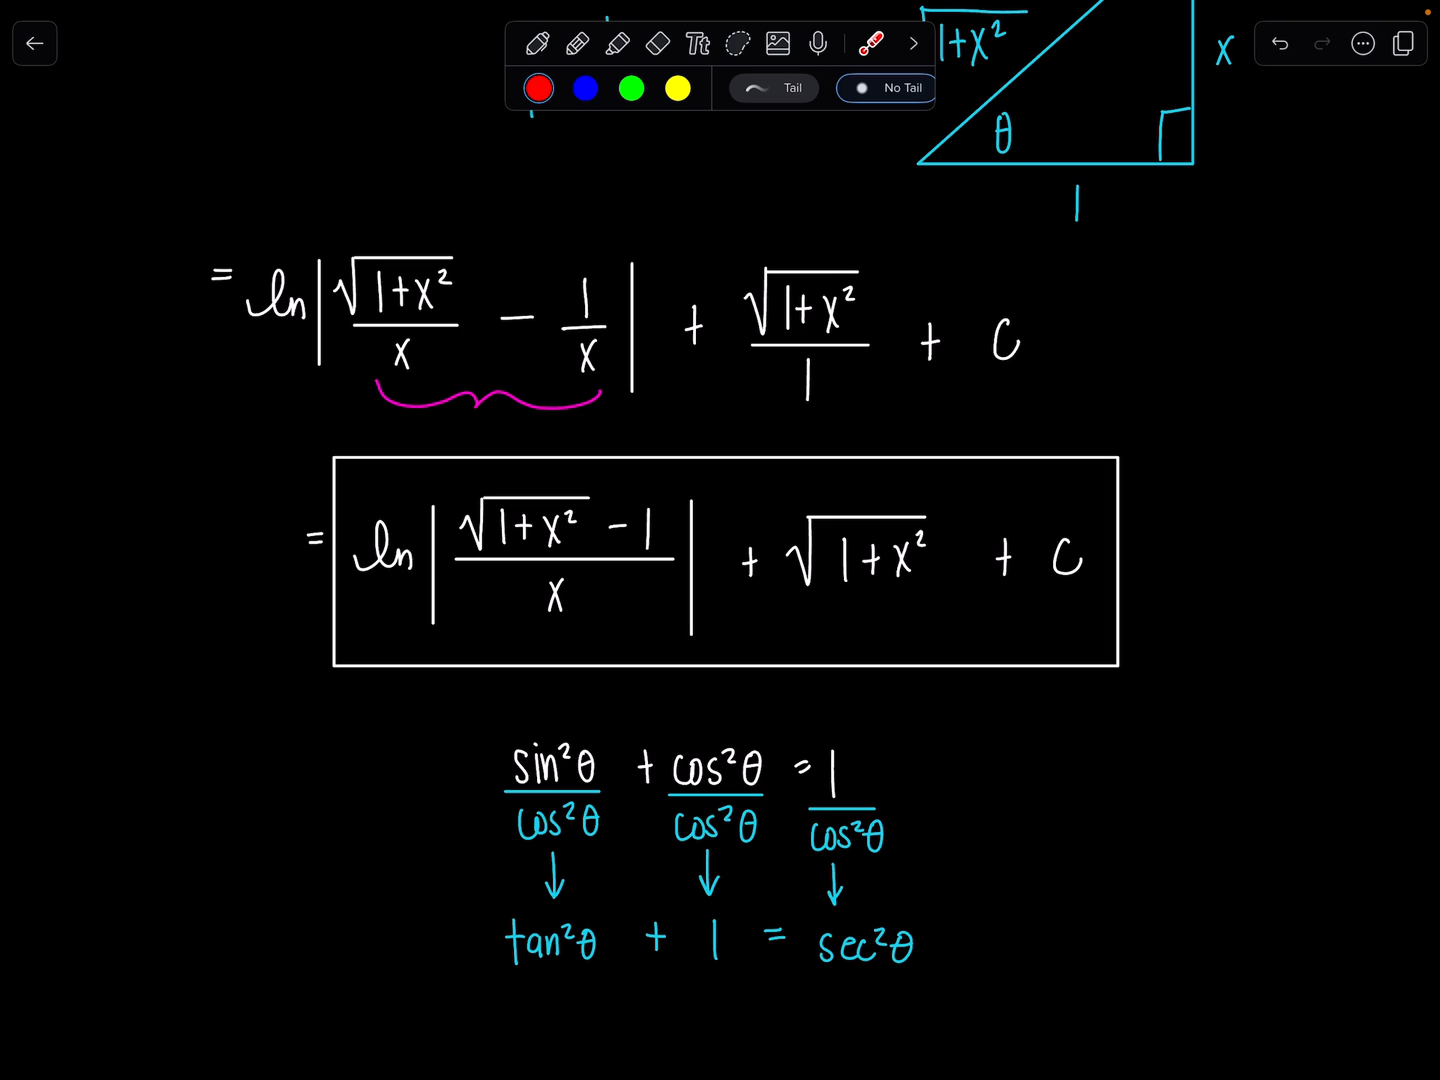 Tt
Tail No Tail
√1+x² x
θ
1
= ln|√1+x²/x − 1/x| + √1+x²/1 + C
= ln|(√1+x² − 1)/x| + √1+x² + C
sin²θ + cos²θ = 1
cos²θ cos²θ cos²θ
↓ ↓ ↓
tan²θ + 1 = sec²θ